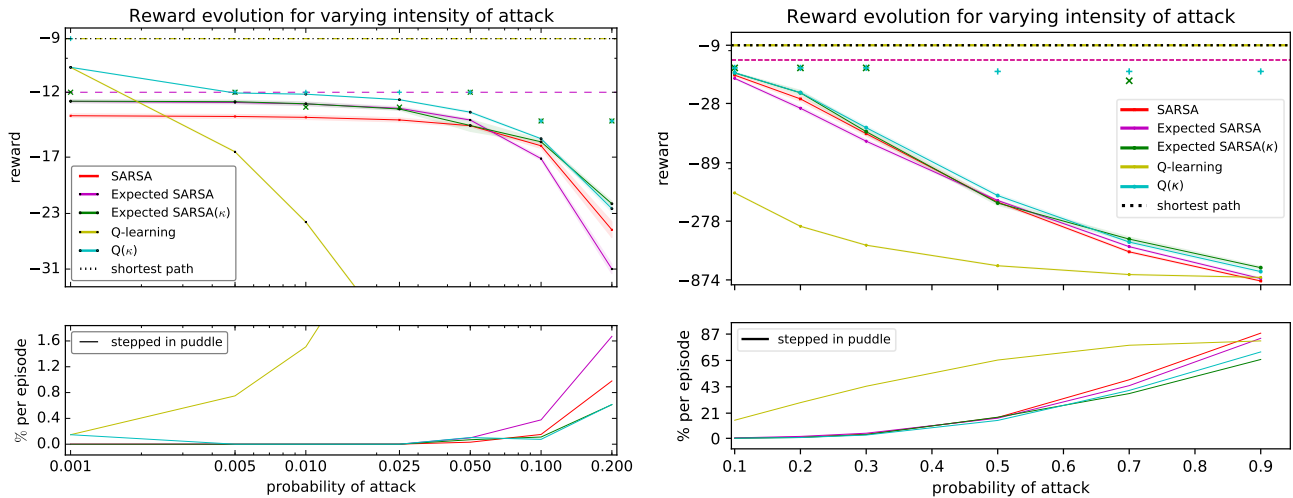 Reward evolution for varying intensity of attack
−9
−12
−17
−23
−31
reward
SARSA
Expected SARSA
Expected SARSA(κ)
Q-learning
Q(κ)
shortest path
1.6
1.2
0.8
0.4
0.0
% per episode
stepped in puddle
0.001 0.005 0.010 0.025 0.050 0.100 0.200
probability of attack
Reward evolution for varying intensity of attack
−9
−28
−89
−278
−874
reward
SARSA
Expected SARSA
Expected SARSA(κ)
Q-learning
Q(κ)
shortest path
87
65
43
21
0
% per episode
stepped in puddle
0.1 0.2 0.3 0.4 0.5 0.6 0.7 0.8 0.9
probability of attack